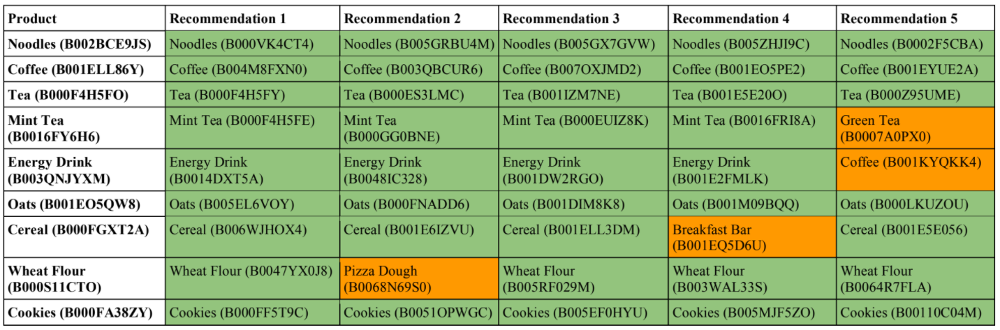 Product Recommendation 1 Recommendation 2 Recommendation 3 Recommendation 4 Recommendation 5
Noodles (B002BCE9JS) Noodles (B000VK4CT4) Noodles (B005GRBU4M) Noodles (B005GX7GVW) Noodles (B005ZHJI9C) Noodles (B0002F5CBA)
Coffee (B001ELL86Y) Coffee (B004M8FXN0) Coffee (B003QBCUR6) Coffee (B007OXJMD2) Coffee (B001EO5PE2) Coffee (B001EYUE2A)
Tea (B000F4H5FO) Tea (B000F4H5FY) Tea (B000ES3LMC) Tea (B001IZM7NE) Tea (B001E5E20O) Tea (B000Z95UME)
Mint Tea Mint Tea (B000F4H5FE) Mint Tea Mint Tea (B000EUIZ8K) Mint Tea (B0016FRI8A) Green Tea
(B0016FY6H6) (B000GG0BNE) (B0007A0PX0)
Energy Drink Energy Drink Energy Drink Energy Drink Energy Drink Coffee (B001KYQKK4)
(B003QNJYXM) (B0014DXT5A) (B0048IC328) (B001DW2RGO) (B001E2FMLK)
Oats (B001EO5QW8) Oats (B005EL6VOY) Oats (B000FNADD6) Oats (B001DIM8K8) Oats (B001M09BQQ) Oats (B000LKUZOU)
Cereal (B000FGXT2A) Cereal (B006WJHOX4) Cereal (B001E6IZVU) Cereal (B001ELL3DM) Breakfast Bar Cereal (B001E5E056)
(B001EQ5D6U)
Wheat Flour Wheat Flour (B0047YX0J8) Pizza Dough Wheat Flour Wheat Flour Wheat Flour
(B000S11CTO) (B0068N69S0) (B005RF029M) (B003WAL33S) (B0064R7FLA)
Cookies (B000FA38ZY) Cookies (B000FF5T9C) Cookies (B0051OPWGC) Cookies (B005EF0HYU) Cookies (B005MJF5ZO) Cookies (B00110C04M)